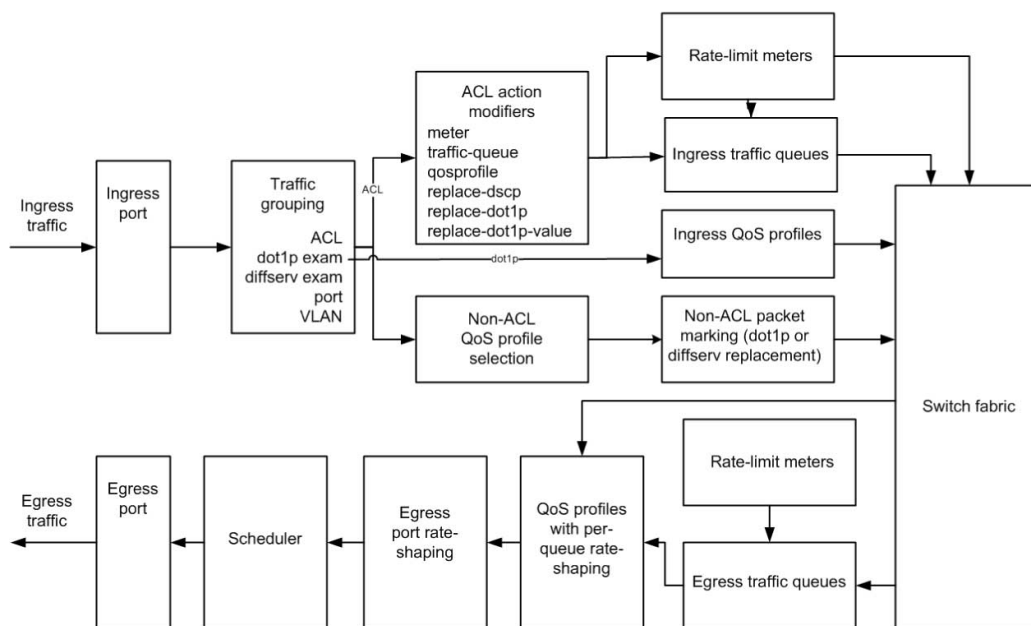 Rate-limit meters
ACL action
modifiers
meter
traffic-queue
qosprofile
replace-dscp
replace-dot1p
replace-dot1p-value
Ingress traffic queues
Ingress
traffic
Ingress
port
Traffic
grouping
ACL
dot1p exam
diffserv exam
port
VLAN
ACL
dot1p
Ingress QoS profiles
Non-ACL
QoS profile
selection
Non-ACL packet
marking (dot1p or
diffserv replacement)
Switch fabric
Rate-limit meters
Egress
traffic
Egress
port
Scheduler
Egress
port rate-
shaping
QoS profiles
with per-
queue rate-
shaping
Egress traffic queues